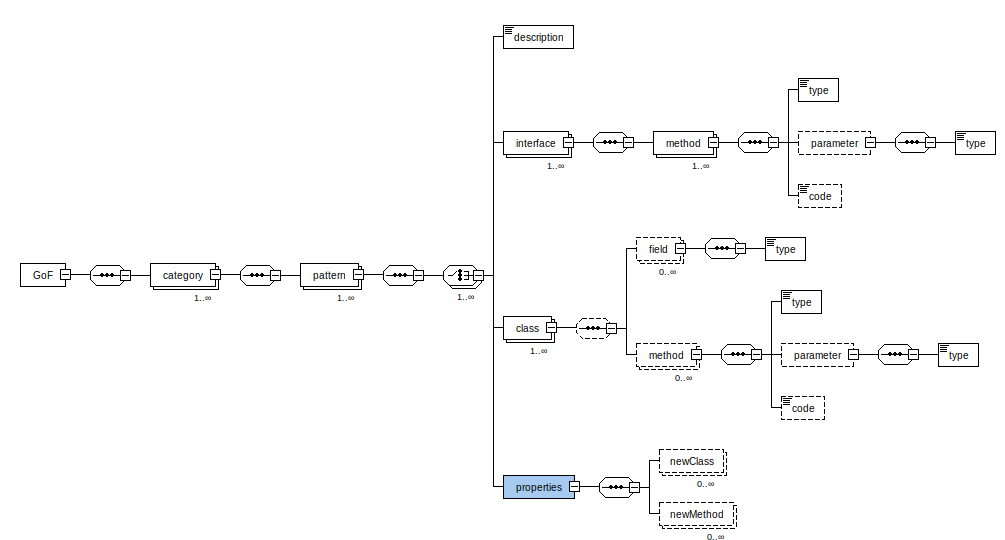 description
type
interface
1..∞
method
1..∞
parameter
type
code
GoF
category
1..∞
pattern
1..∞
1..∞
field
0..∞
type
class
1..∞
type
method
0..∞
parameter
type
code
properties
newClass
0..∞
newMethod
0..∞